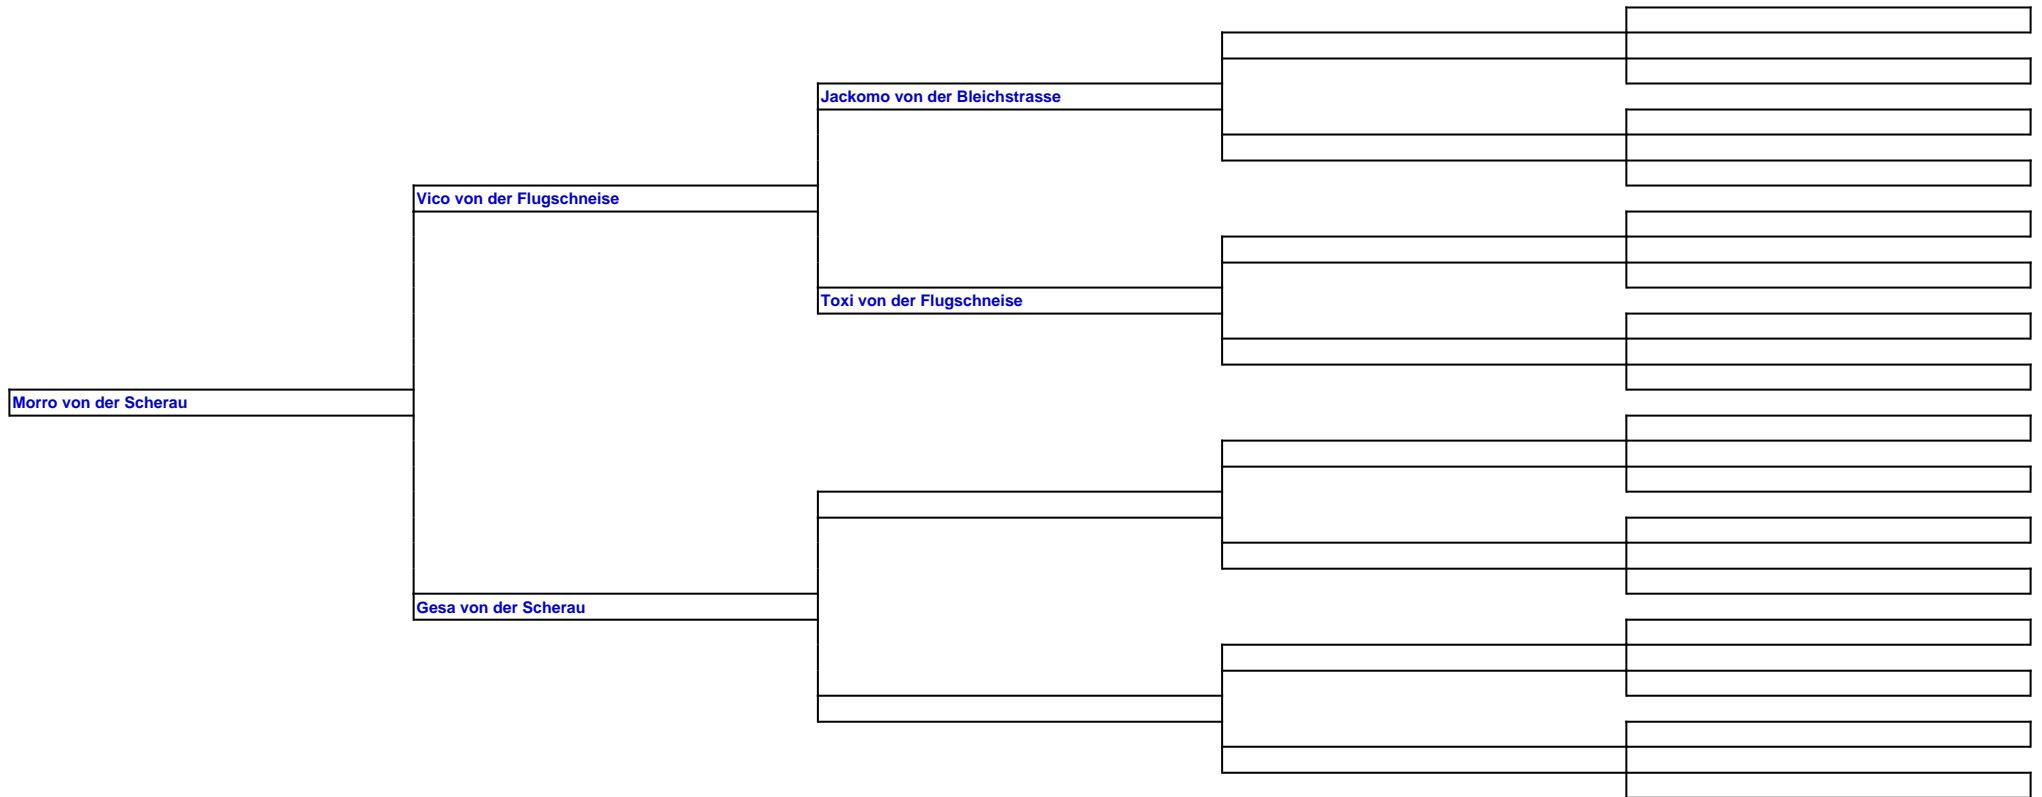 Jackomo von der Bleichstrasse
Vico von der Flugschneise
Toxi von der Flugschneise
Morro von der Scherau
Gesa von der Scherau